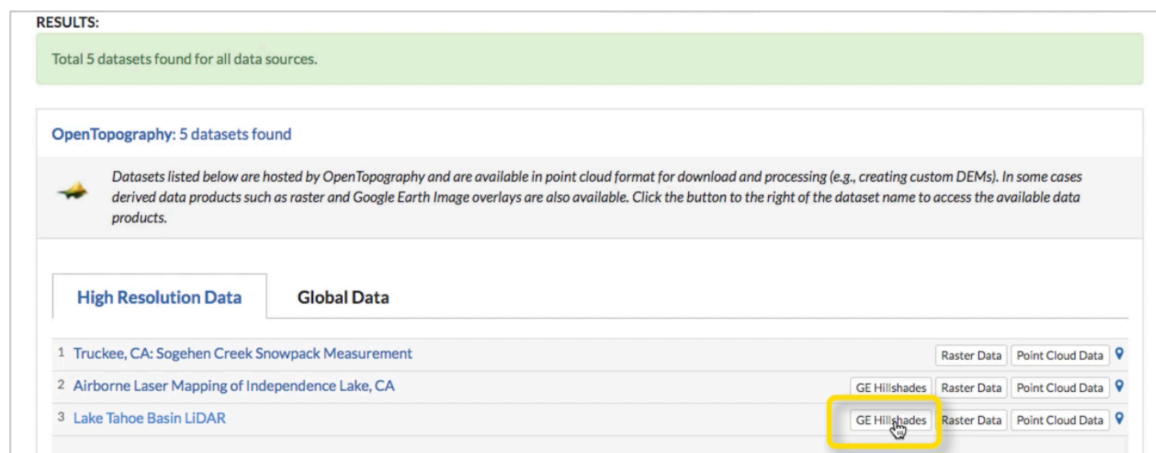 RESULTS:
Total 5 datasets found for all data sources.
OpenTopography: 5 datasets found
Datasets listed below are hosted by OpenTopography and are available in point cloud format for download and processing (e.g., creating custom DEMs). In some cases
derived data products such as raster and Google Earth Image overlays are also available. Click the button to the right of the dataset name to access the available data
products.
High Resolution Data Global Data
1 Truckee, CA: Sogehen Creek Snowpack Measurement Raster Data Point Cloud Data
2 Airborne Laser Mapping of Independence Lake, CA GE Hillshades Raster Data Point Cloud Data
3 Lake Tahoe Basin LiDAR GE Hillshades Raster Data Point Cloud Data